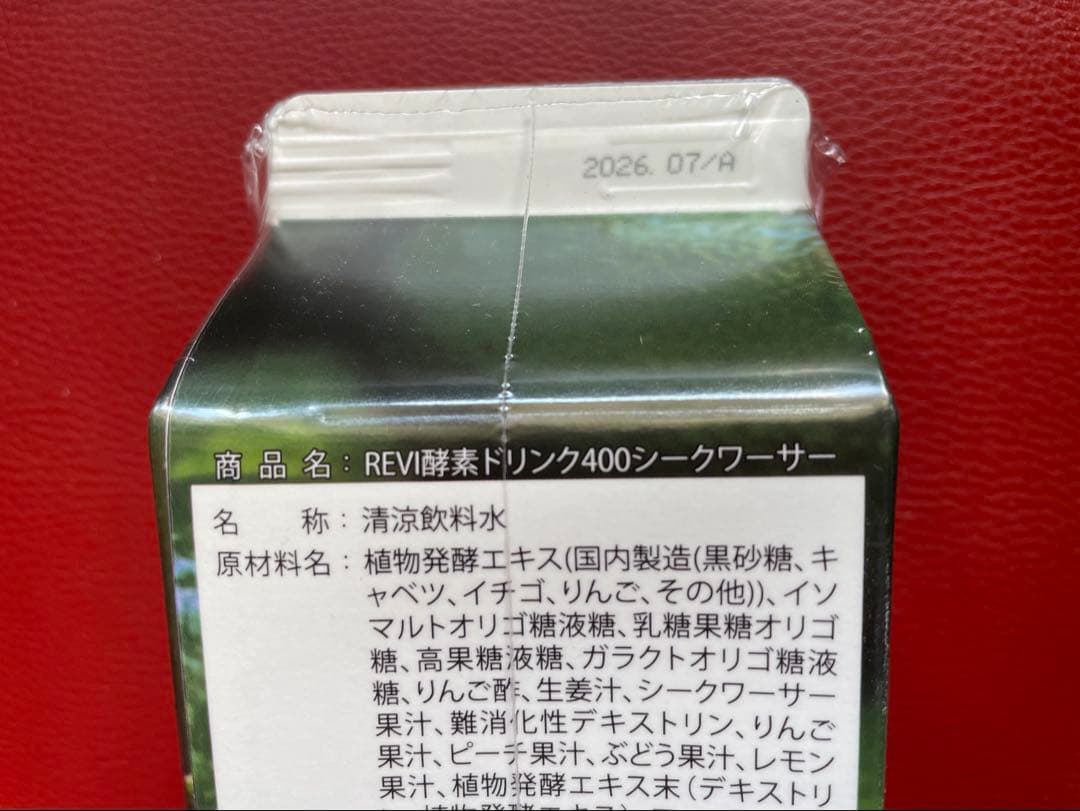 2026. 07/A
商品名：REVI酵素ドリンク400シークワーサー
名　称：清涼飲料水
原材料名：植物発酵エキス(国内製造(黒砂糖、キ
ャベツ、イチゴ、りんご、その他))、イソ
マルトオリゴ糖液糖、乳糖果糖オリゴ
糖、高果糖液糖、ガラクトオリゴ糖液
糖、りんご酢、生姜汁、シークワーサー
果汁、難消化性デキストリン、りんご
果汁、ピーチ果汁、ぶどう果汁、レモン
果汁、植物発酵エキス末（デキストリ